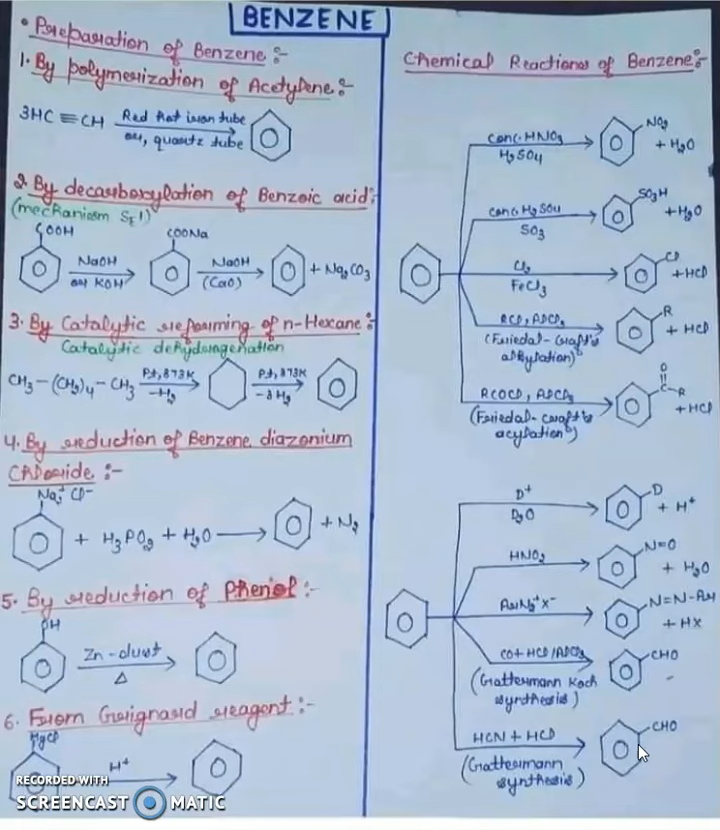 BENZENE
• Preparation of Benzene :-
1. By polymerization of Acetylene :-
3HC ≡ CH Red hot iron tube
or, quartz tube
2. By decarboxylation of Benzoic acid :-
(mechanism SE1)
COOH COONa
NaOH NaOH + Na2CO3
or KOH (CaO)
3. By Catalytic reforming of n-Hexane :-
Catalytic dehydrogenation
CH3 – (CH2)4 – CH3 Pt, 873K Pt, 873K
-H2 -3H2
4. By reduction of Benzene diazonium
Chloride :-
N2+ Cl-
+ H3PO2 + H2O → + N2
5. By reduction of Phenol :-
OH
Zn-dust
Δ
6. From Grignard reagent :-
MgCl
H+
Chemical Reactions of Benzene :-
conc. HNO3 NO2
H2SO4 + H2O
conc. H2SO4 SO3H
SO3 + H2O
Cl2 Cl
FeCl3 + HCl
RCl, AlCl3 R
(Friedal-craft's + HCl
alkylation)
O
RCOCl, AlCl3 C-R
(Friedal-craft's + HCl
acylation)
D+ D
D2O + H+
HNO2 N=O
+ H2O
ArN2+X- N=N-Ar
+ HX
CO+ HCl/AlCl3 CHO
(Grattermann Koch
synthesis)
HCN + HCl CHO
(Grattermann
synthesis)
RECORDED WITH
SCREENCAST MATIC